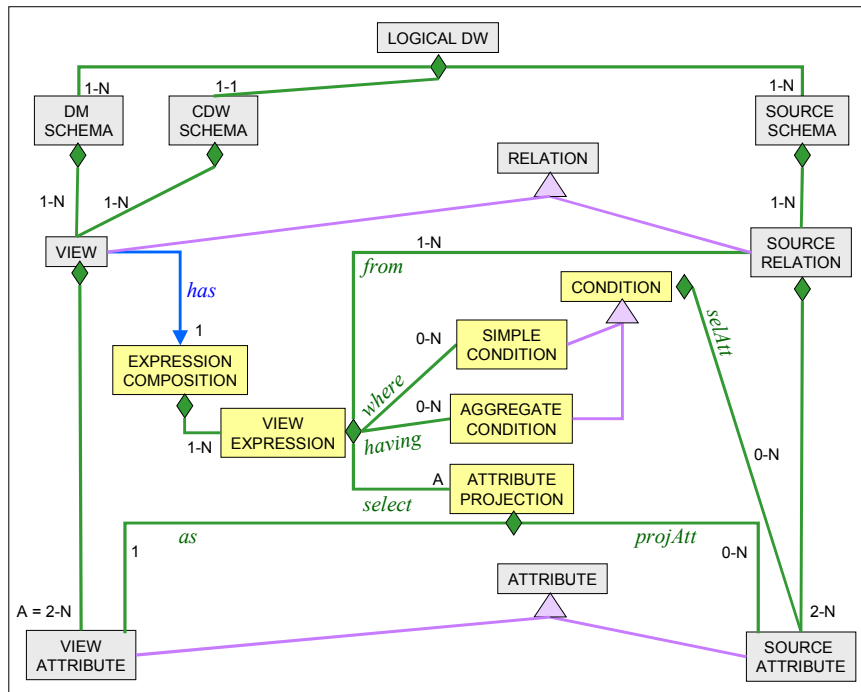 LOGICAL DW
1-N
1-1
1-N
DM
SCHEMA
CDW
SCHEMA
SOURCE
SCHEMA
RELATION
1-N
1-N
1-N
VIEW
SOURCE
RELATION
1-N
from
has
CONDITION
selAtt
1
0-N
SIMPLE
CONDITION
EXPRESSION
COMPOSITION
where
0-N
AGGREGATE
CONDITION
VIEW
EXPRESSION
1-N
having
0-N
A
ATTRIBUTE
PROJECTION
select
1
as
projAtt
0-N
ATTRIBUTE
A = 2-N
2-N
VIEW
ATTRIBUTE
SOURCE
ATTRIBUTE